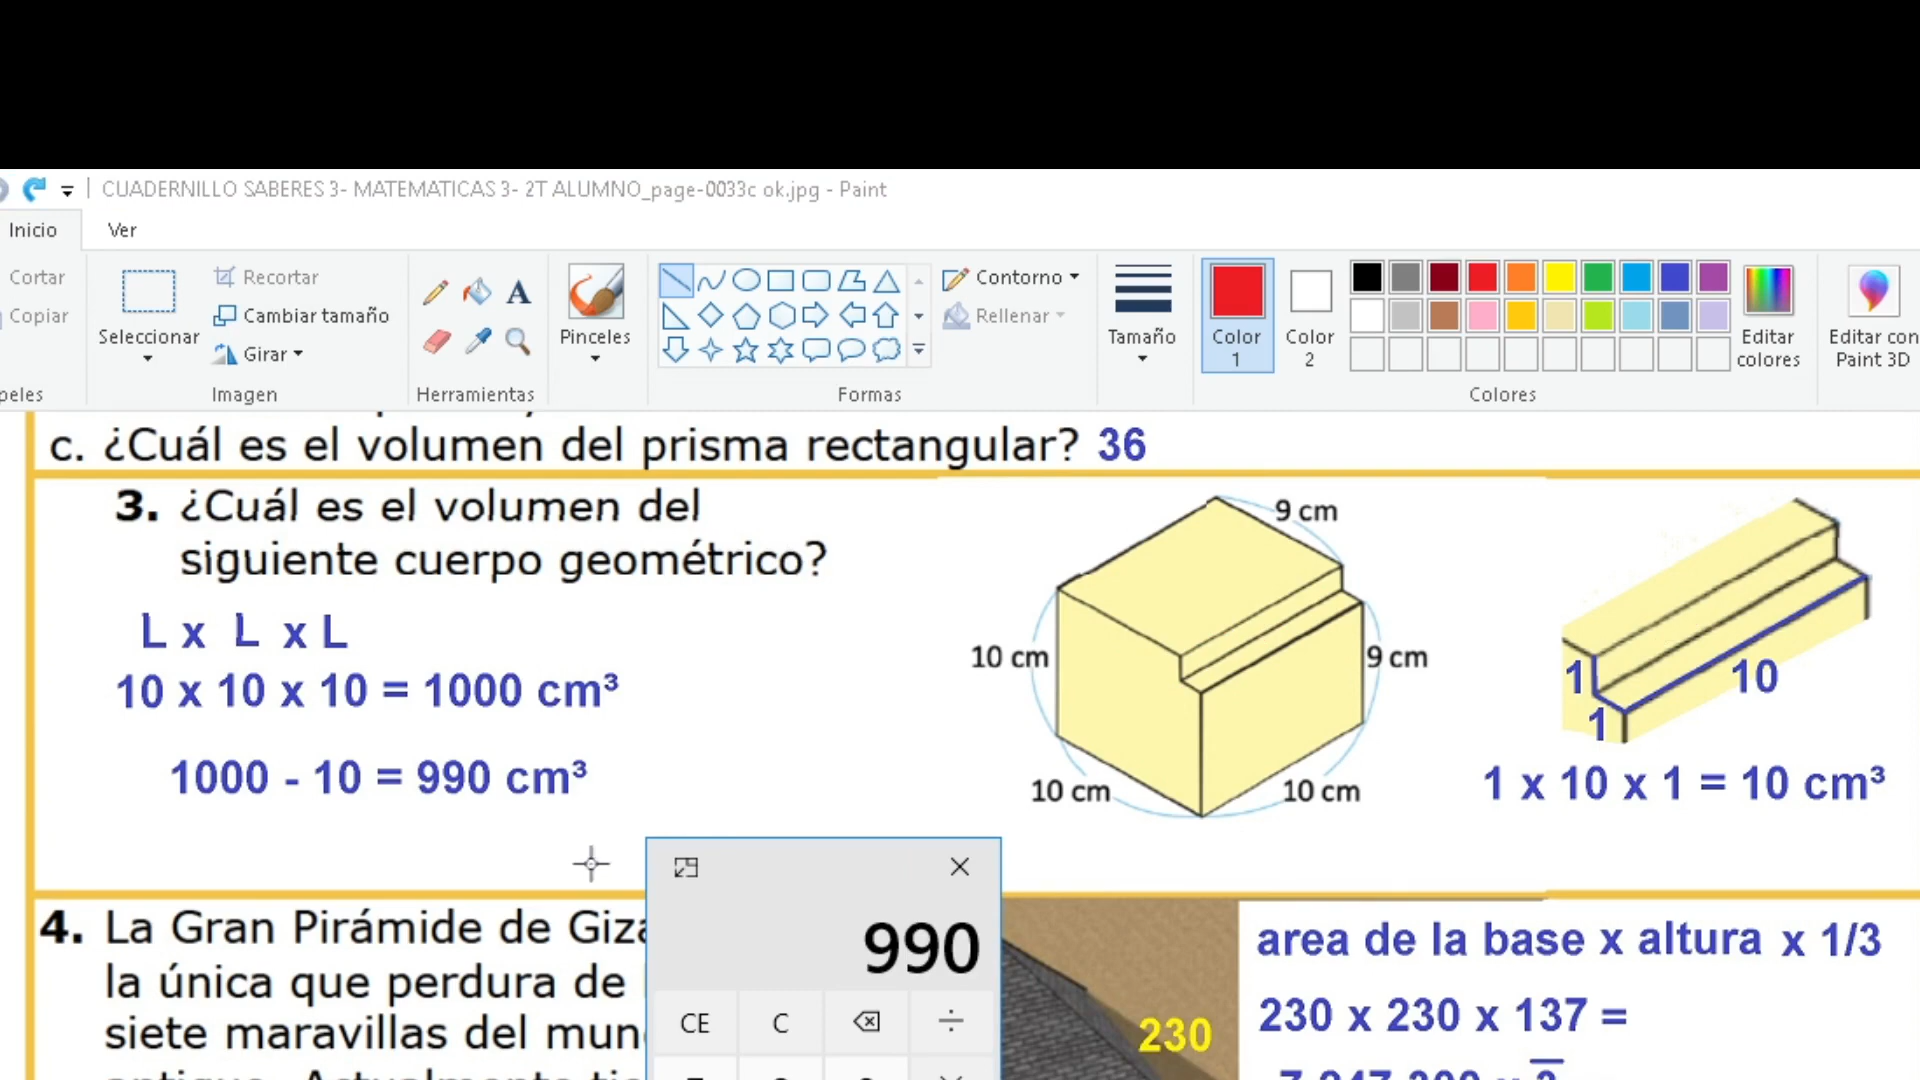 CUADERNILLO SABERES 3- MATEMATICAS 3- 2T ALUMNO_page-0033c ok.jpg - Paint
Inicio Ver
Cortar
Copiar
Seleccionar
Recortar
Cambiar tamaño
Girar
Imagen
Herramientas
Pinceles
Contorno
Rellenar
Formas
Tamaño
Color 1
Color 2
Editar colores
Editar con Paint 3D
Colores
c. ¿Cuál es el volumen del prisma rectangular? 36
3. ¿Cuál es el volumen del
siguiente cuerpo geométrico?
L x L x L
10 x 10 x 10 = 1000 cm³
1000 - 10 = 990 cm³
9 cm
10 cm
9 cm
10 cm
10 cm
1
10
1
1 x 10 x 1 = 10 cm³
4. La Gran Pirámide de Giza
la única que perdura de
siete maravillas del mun
990
CE C ÷
230
area de la base x altura x 1/3
230 x 230 x 137 =